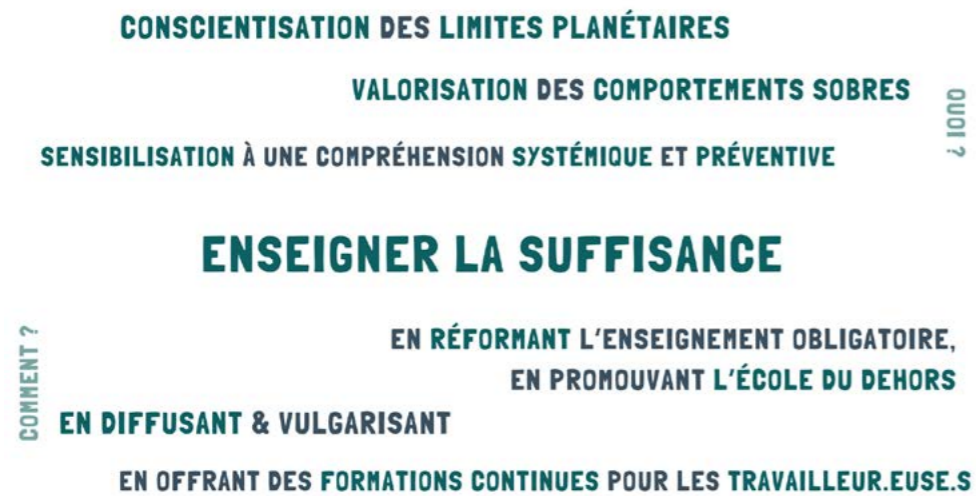 CONSCIENTISATION DES LIMITES PLANÉTAIRES
VALORISATION DES COMPORTEMENTS SOBRES
QUOI ?
SENSIBILISATION À UNE COMPRÉHENSION SYSTÉMIQUE ET PRÉVENTIVE
ENSEIGNER LA SUFFISANCE
COMMENT ?
EN RÉFORMANT L'ENSEIGNEMENT OBLIGATOIRE,
EN PROMOUVANT L'ÉCOLE DU DEHORS
EN DIFFUSANT & VULGARISANT
EN OFFRANT DES FORMATIONS CONTINUES POUR LES TRAVAILLEUR.EUSE.S